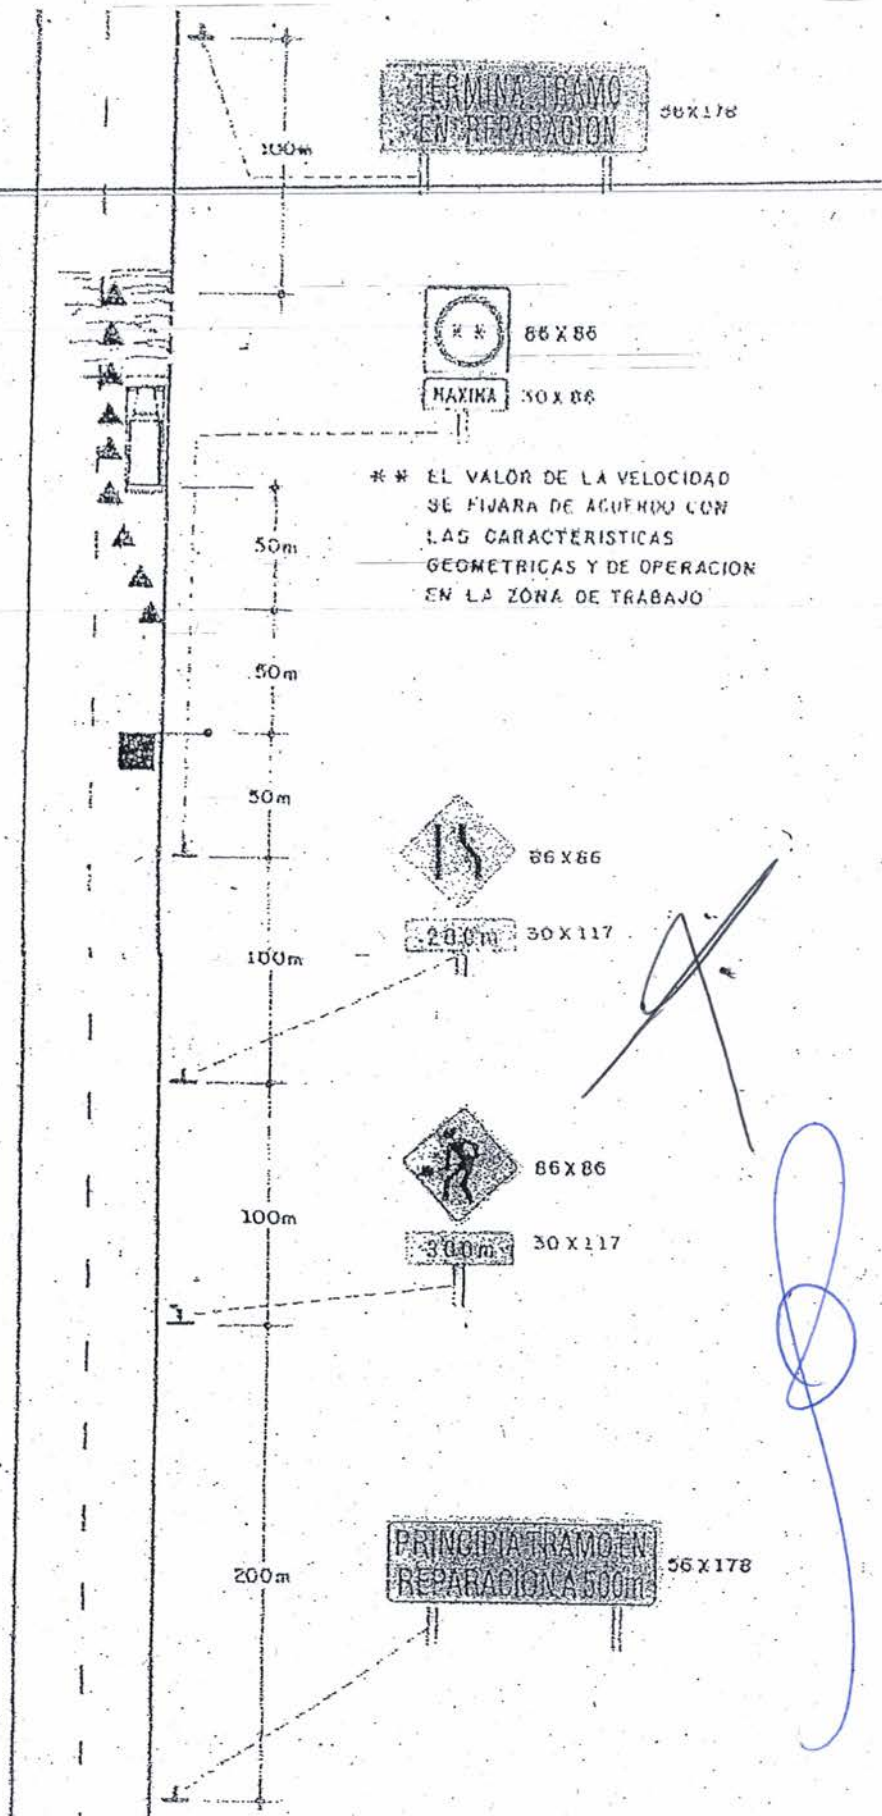 TERMINA TRAMO
EN REPARACION
56X178
100m
* *
86 X 86
MAXIMA
30 X 86
* * EL VALOR DE LA VELOCIDAD
SE FIJARA DE ACUERDO CON
LAS CARACTERISTICAS
GEOMETRICAS Y DE OPERACION
EN LA ZONA DE TRABAJO
50m
50m
50m
86 X 86
200m
30 X 117
100m
86 X 86
300m
30 X 117
100m
PRINCIPIA TRAMO EN
REPARACION A 500m
56 X 178
200m